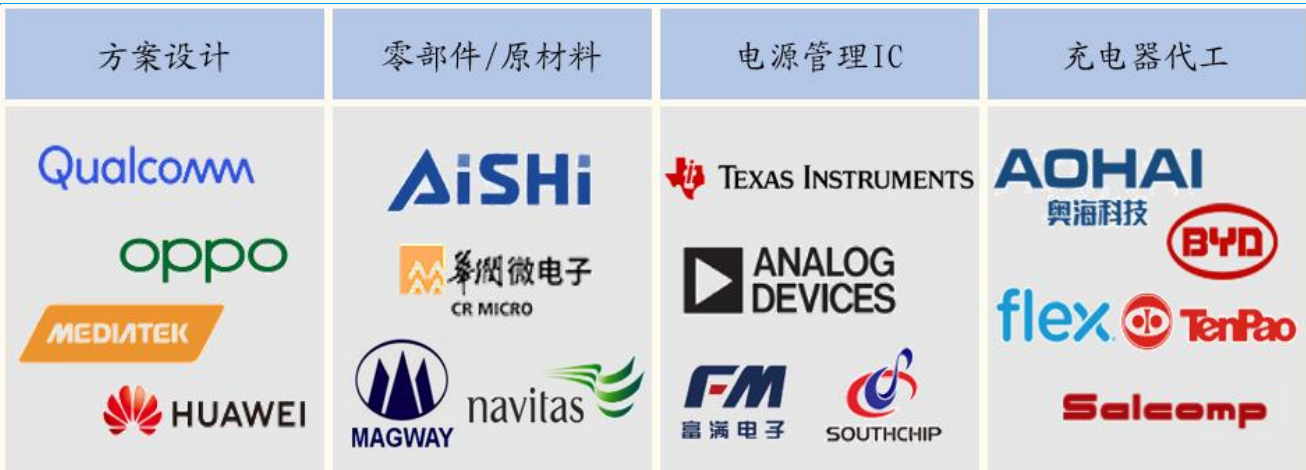 方案设计
零部件/原材料
电源管理IC
充电器代工
Qualcomm
oppo
MEDIATEK
HUAWEI
AiSHi
華潤微电子
CR MICRO
MAGWAY
navitas
TEXAS INSTRUMENTS
ANALOG
DEVICES
FM
富满电子
SOUTHCHIP
AOHAI
奥海科技
BYD
flex
TenPao
Salcomp